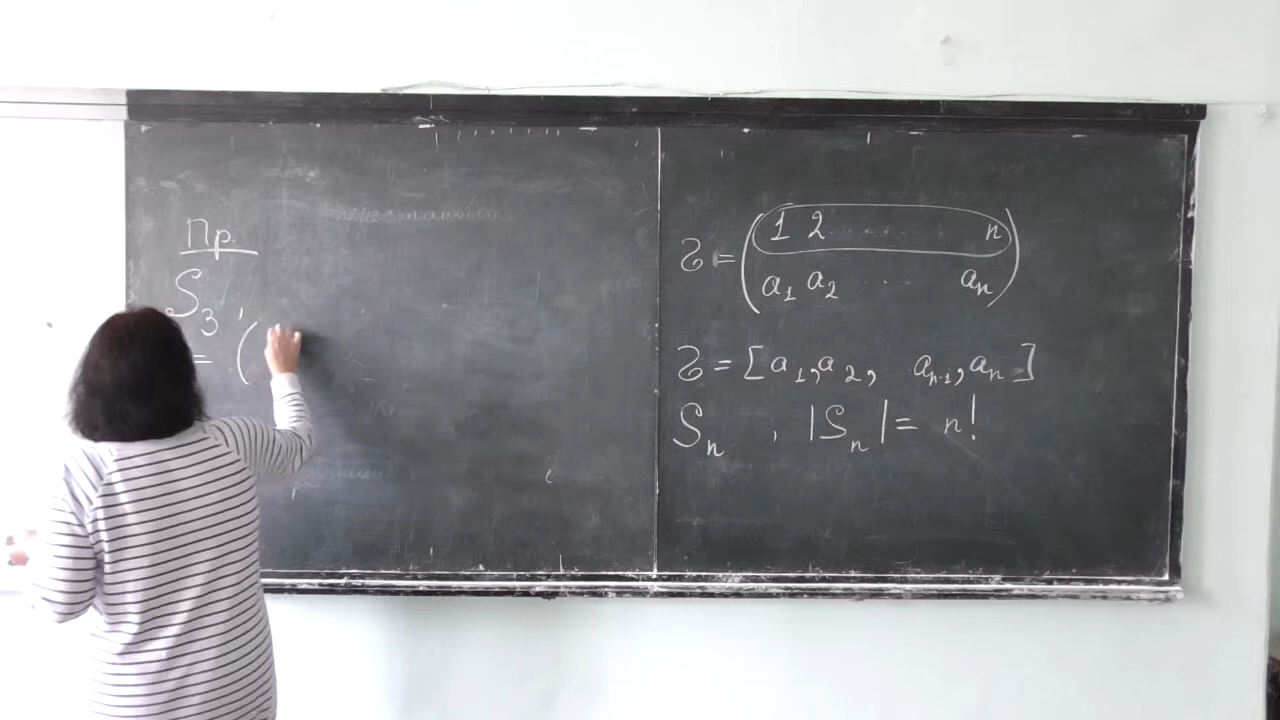 Пр.
S₃,
= (
τ = ( 1 2 ..... n )
( a₁ a₂ ... aₙ )
τ = [ a₁, a₂, aₙ₋₁, aₙ ]
Sₙ , |Sₙ| = n!